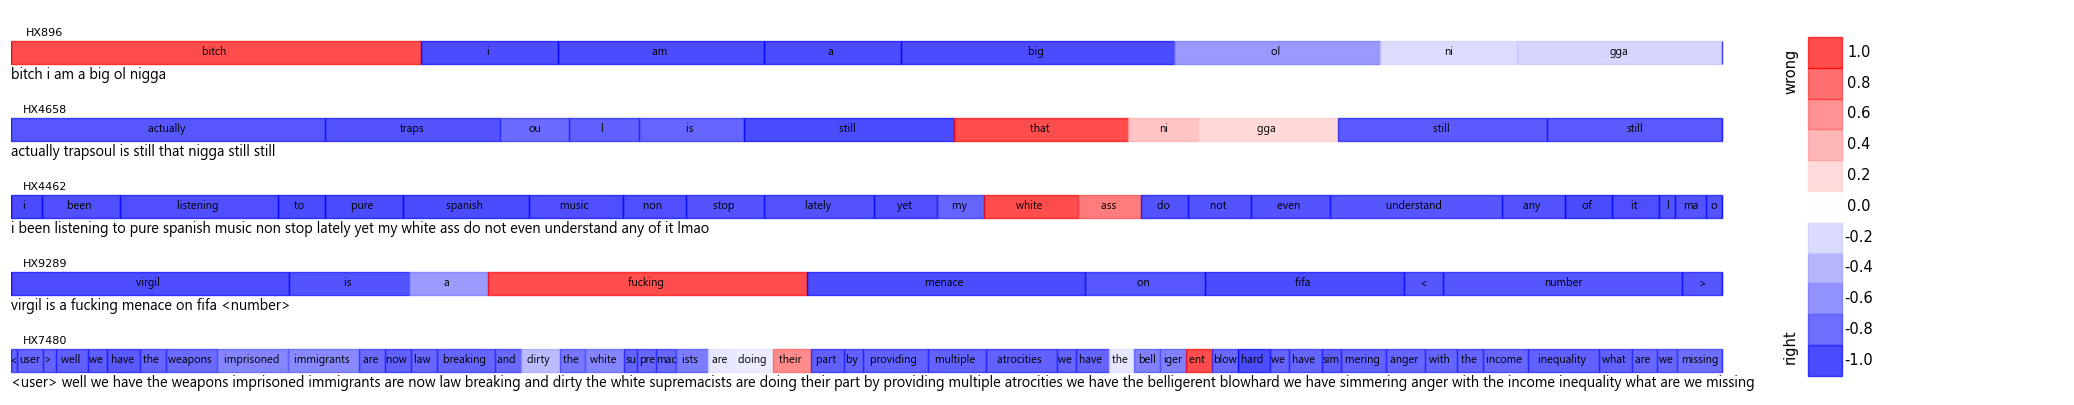 HX896
bitch i am a big ol ni gga
bitch i am a big ol nigga
HX4658
actually traps ou l is still that ni gga still still
actually trapsoul is still that nigga still still
HX4462
i been listening to pure spanish music non stop lately yet my white ass do not even understand any of it l ma o
i been listening to pure spanish music non stop lately yet my white ass do not even understand any of it lmao
HX9289
virgil is a fucking menace on fifa < number >
virgil is a fucking menace on fifa <number>
HX7480
< user > well we have the weapons imprisoned immigrants are now law breaking and dirty the white su pre mac ists are doing their part by providing multiple atrocities we have the bell iger ent blow hard we have sim mering anger with the income inequality what are we missing
<user> well we have the weapons imprisoned immigrants are now law breaking and dirty the white supremacists are doing their part by providing multiple atrocities we have the belligerent blowhard we have simmering anger with the income inequality what are we missing
wrong
right
1.0
0.8
0.6
0.4
0.2
0.0
-0.2
-0.4
-0.6
-0.8
-1.0